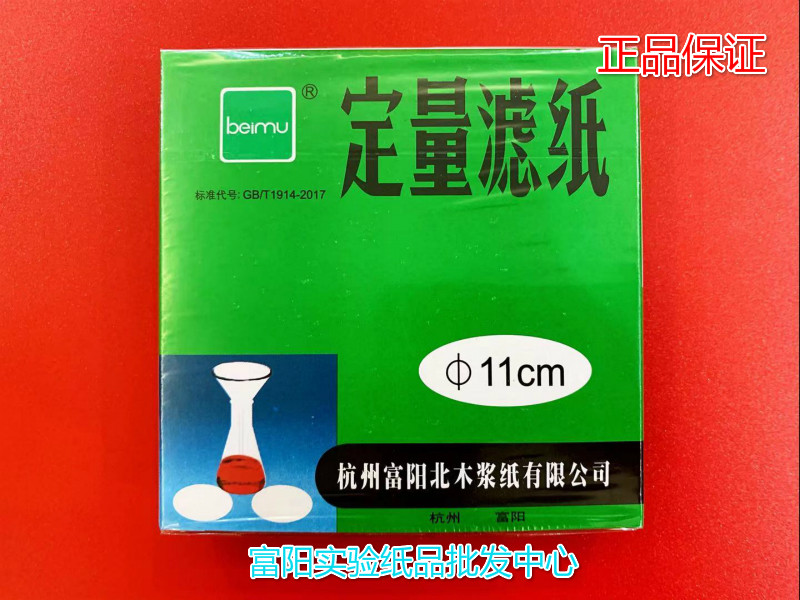 正品保证
beimu
®
定量滤纸
标准代号: GB/T1914-2017
ϕ 11cm
杭州富阳北木浆纸有限公司
杭州 富阳
富阳实验纸品批发中心